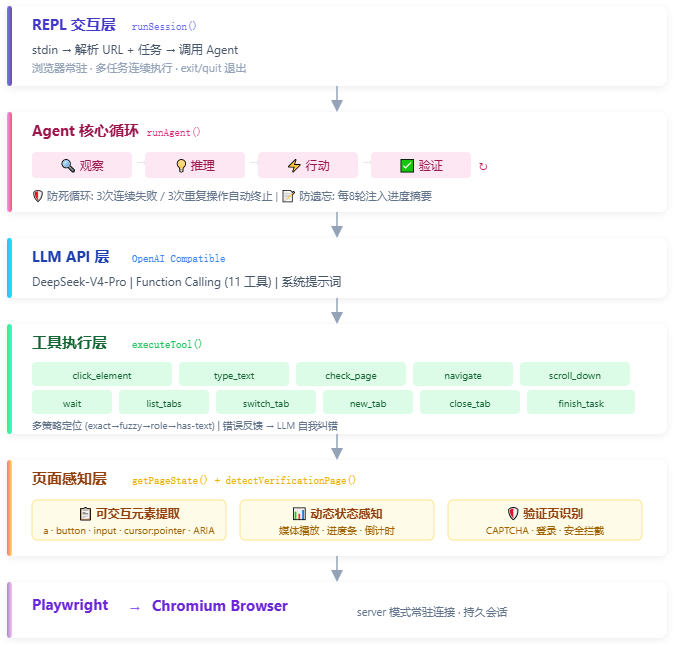 REPL 交互层 runSession()
stdin → 解析 URL + 任务 → 调用 Agent
浏览器常驻 · 多任务连续执行 · exit/quit 退出
Agent 核心循环 runAgent()
观察 → 推理 → 行动 → 验证 ↻
防死循环: 3次连续失败 / 3次重复操作自动终止 | 防遗忘: 每8轮注入进度摘要
LLM API 层 OpenAI Compatible
DeepSeek-V4-Pro | Function Calling (11 工具) | 系统提示词
工具执行层 executeTool()
click_element type_text check_page navigate scroll_down
wait list_tabs switch_tab new_tab close_tab finish_task
多策略定位 (exact→fuzzy→role→has-text) | 错误反馈 → LLM 自我纠错
页面感知层 getPageState() + detectVerificationPage()
可交互元素提取 动态状态感知 验证页识别
a · button · input · cursor:pointer · ARIA 媒体播放 · 进度条 · 倒计时 CAPTCHA · 登录 · 安全拦截
Playwright → Chromium Browser server 模式常驻连接 · 持久会话